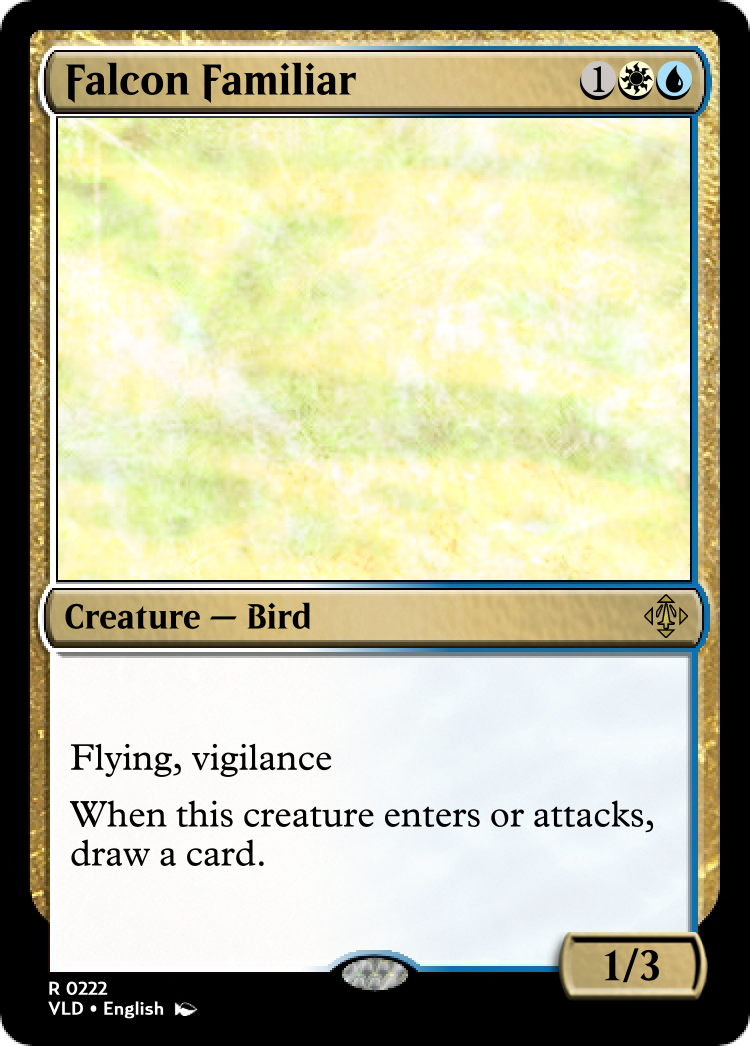 Falcon Familiar 1
Creature — Bird
Flying, vigilance
When this creature enters or attacks,
draw a card.
1/3
R 0222
VLD • English